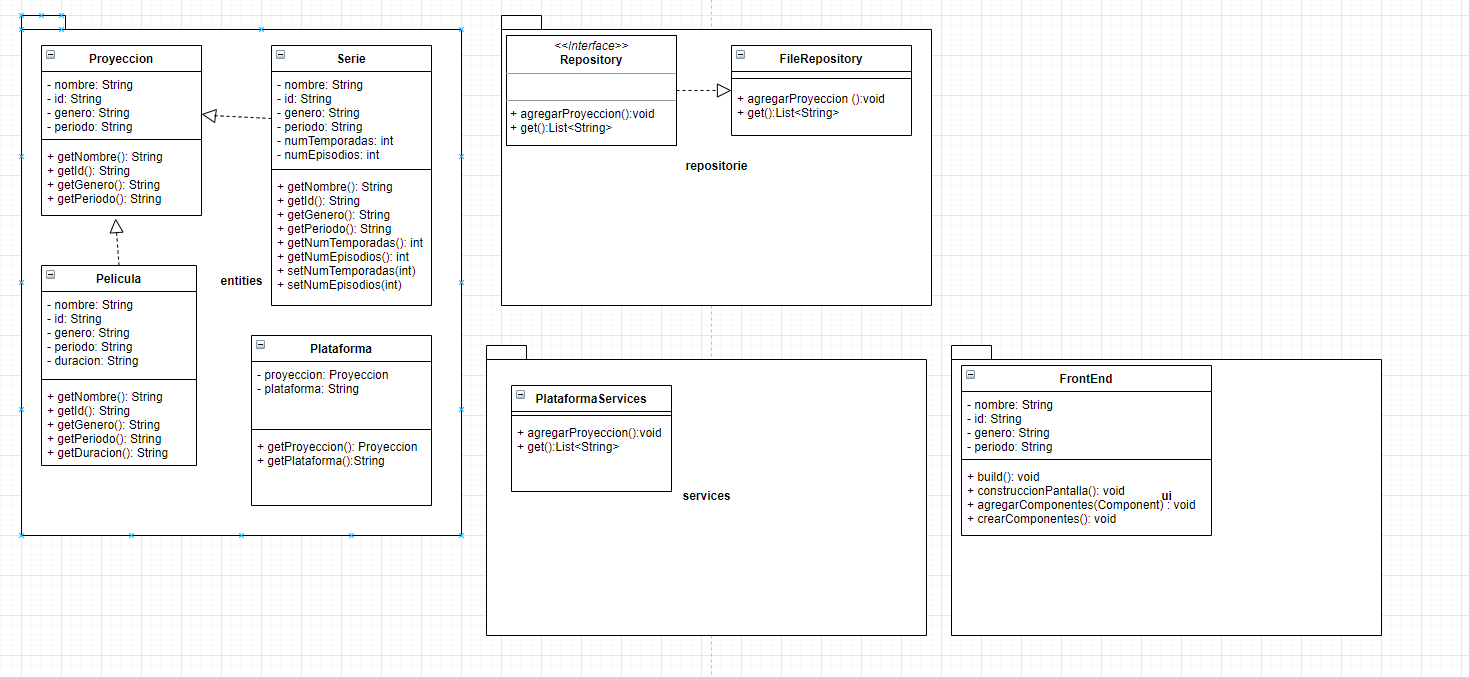 Proyeccion
- nombre: String
- id: String
- genero: String
- periodo: String
+ getNombre(): String
+ getId(): String
+ getGenero(): String
+ getPeriodo(): String
Serie
- nombre: String
- id: String
- genero: String
- periodo: String
- numTemporadas: int
- numEpisodios: int
+ getNombre(): String
+ getId(): String
+ getGenero(): String
+ getPeriodo(): String
+ getNumTemporadas(): int
+ getNumEpisodios(): int
+ setNumTemporadas(int)
+ setNumEpisodios(int)
entities
Pelicula
- nombre: String
- id: String
- genero: String
- periodo: String
- duracion: String
+ getNombre(): String
+ getId(): String
+ getGenero(): String
+ getPeriodo(): String
+ getDuracion(): String
Plataforma
- proyeccion: Proyeccion
- plataforma: String
+ getProyeccion(): Proyeccion
+ getPlataforma():String
<<Interface>>
Repository
+ agregarProyeccion():void
+ get():List<String>
FileRepository
+ agregarProyeccion ():void
+ get():List<String>
repositorie
PlataformaServices
+ agregarProyeccion():void
+ get():List<String>
services
FrontEnd
- nombre: String
- id: String
- genero: String
- periodo: String
+ build(): void
+ construccionPantalla(): void
+ agregarComponentes(Component) : void
+ crearComponentes(): void
ui